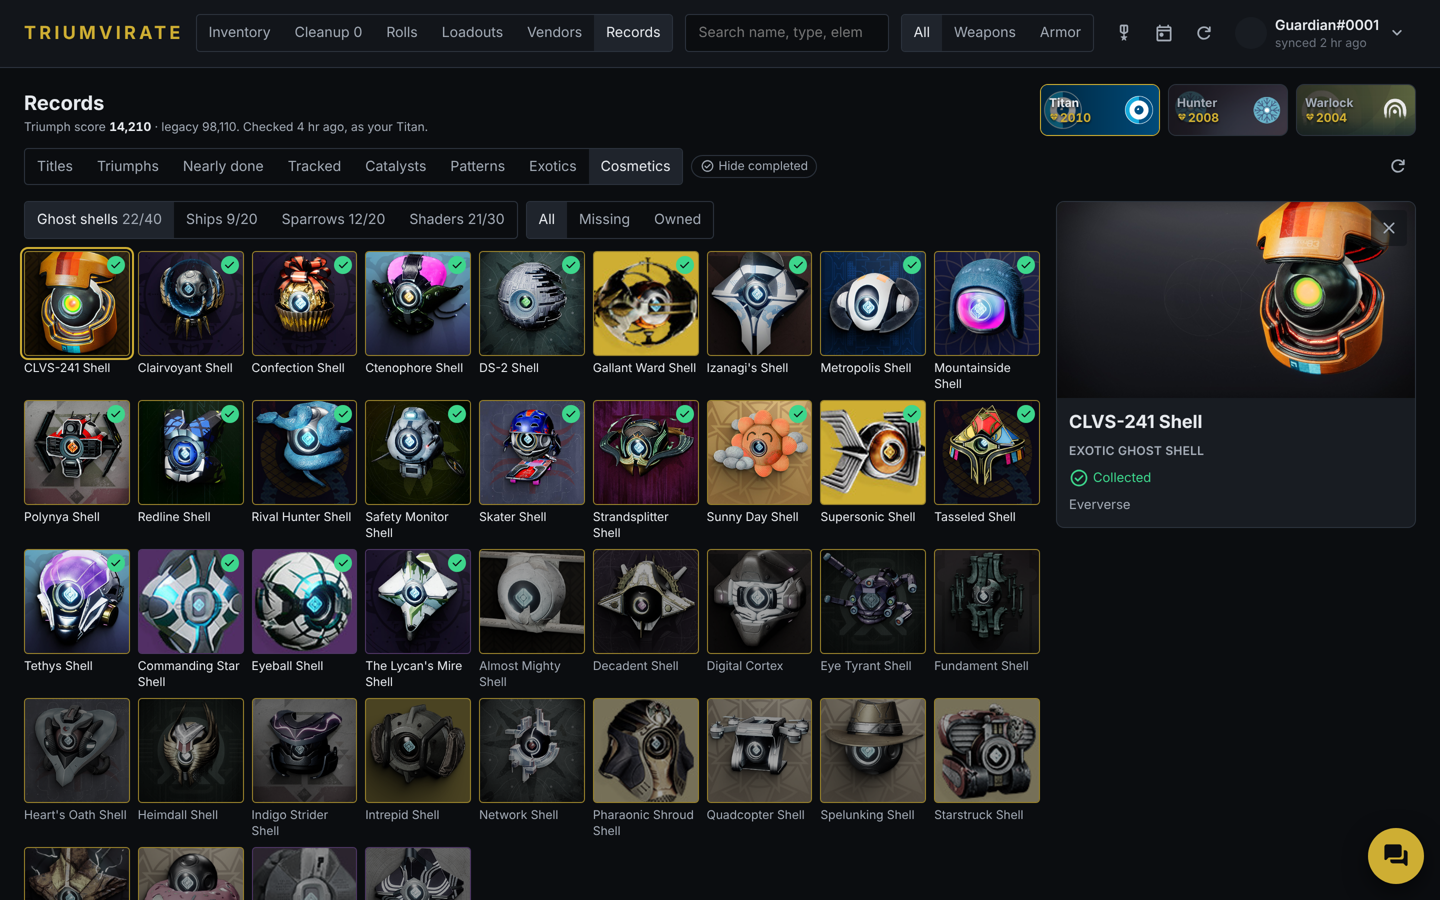 TRIUMVIRATE
Inventory
Cleanup 0
Rolls
Loadouts
Vendors
Records
Search name, type, elem
All
Weapons
Armor
Guardian#0001
synced 2 hr ago
Records
Triumph score 14,210 · legacy 98,110. Checked 4 hr ago, as your Titan.
Titan
2010
Hunter
2008
Warlock
2004
Titles
Triumphs
Nearly done
Tracked
Catalysts
Patterns
Exotics
Cosmetics
Hide completed
Ghost shells 22/40
Ships 9/20
Sparrows 12/20
Shaders 21/30
All
Missing
Owned
CLVS-241 Shell
Clairvoyant Shell
Confection Shell
Ctenophore Shell
DS-2 Shell
Gallant Ward Shell
Izanagi's Shell
Metropolis Shell
Mountainside
Shell
Polynya Shell
Redline Shell
Rival Hunter Shell
Safety Monitor
Shell
Skater Shell
Strandsplitter
Shell
Sunny Day Shell
Supersonic Shell
Tasseled Shell
Tethys Shell
Commanding Star
Shell
Eyeball Shell
The Lycan's Mire
Shell
Almost Mighty
Shell
Decadent Shell
Digital Cortex
Eye Tyrant Shell
Fundament Shell
Heart's Oath Shell
Heimdall Shell
Indigo Strider
Shell
Intrepid Shell
Network Shell
Pharaonic Shroud
Shell
Quadcopter Shell
Spelunking Shell
Starstruck Shell
CLVS-241 Shell
EXOTIC GHOST SHELL
Collected
Eververse